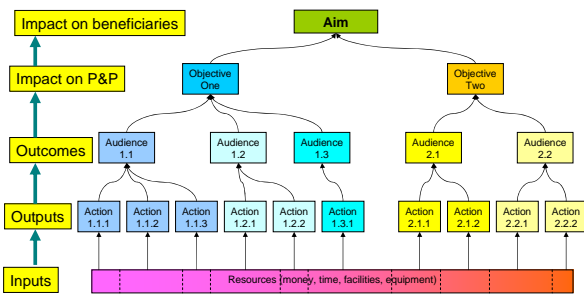 Impact on beneficiaries
Aim
Impact on P&P
Objective
One
Objective
Two
Outcomes
Audience
1.1
Audience
1.2
Audience
1.3
Audience
2.1
Audience
2.2
Outputs
Action
1.1.1
Action
1.1.2
Action
1.1.3
Action
1.2.1
Action
1.2.2
Action
1.3.1
Action
2.1.1
Action
2.1.2
Action
2.2.1
Action
2.2.2
Inputs
Resources (money, time, facilities, equipment)